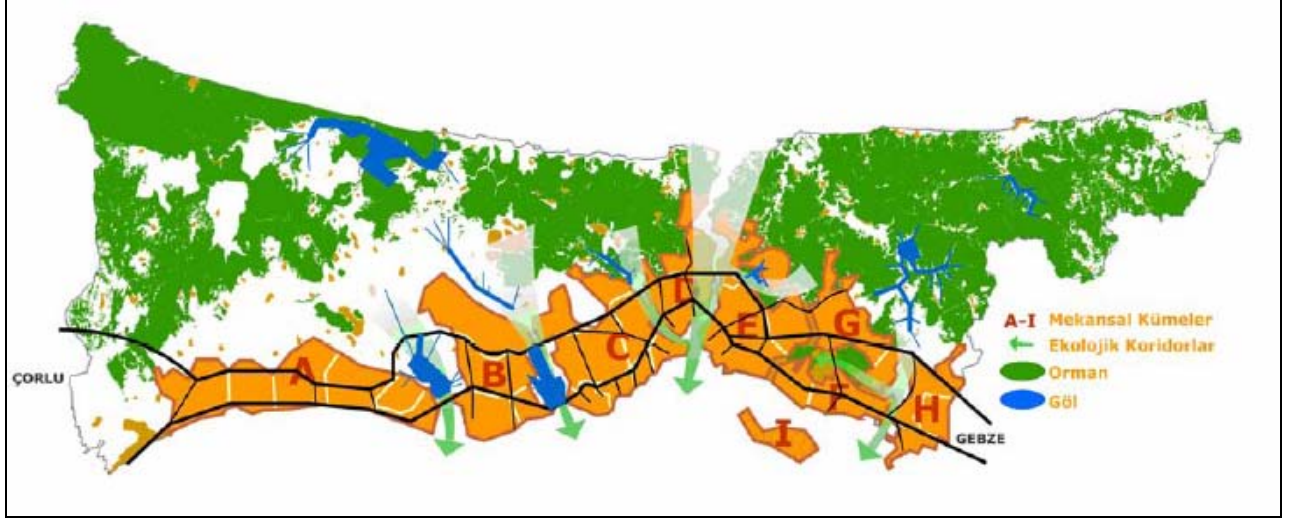 D
E
G
A
C
B
F
H
I
A-I Mekansal Kümeler
Ekolojik Koridorlar
Orman
Göl
ÇORLU
GEBZE